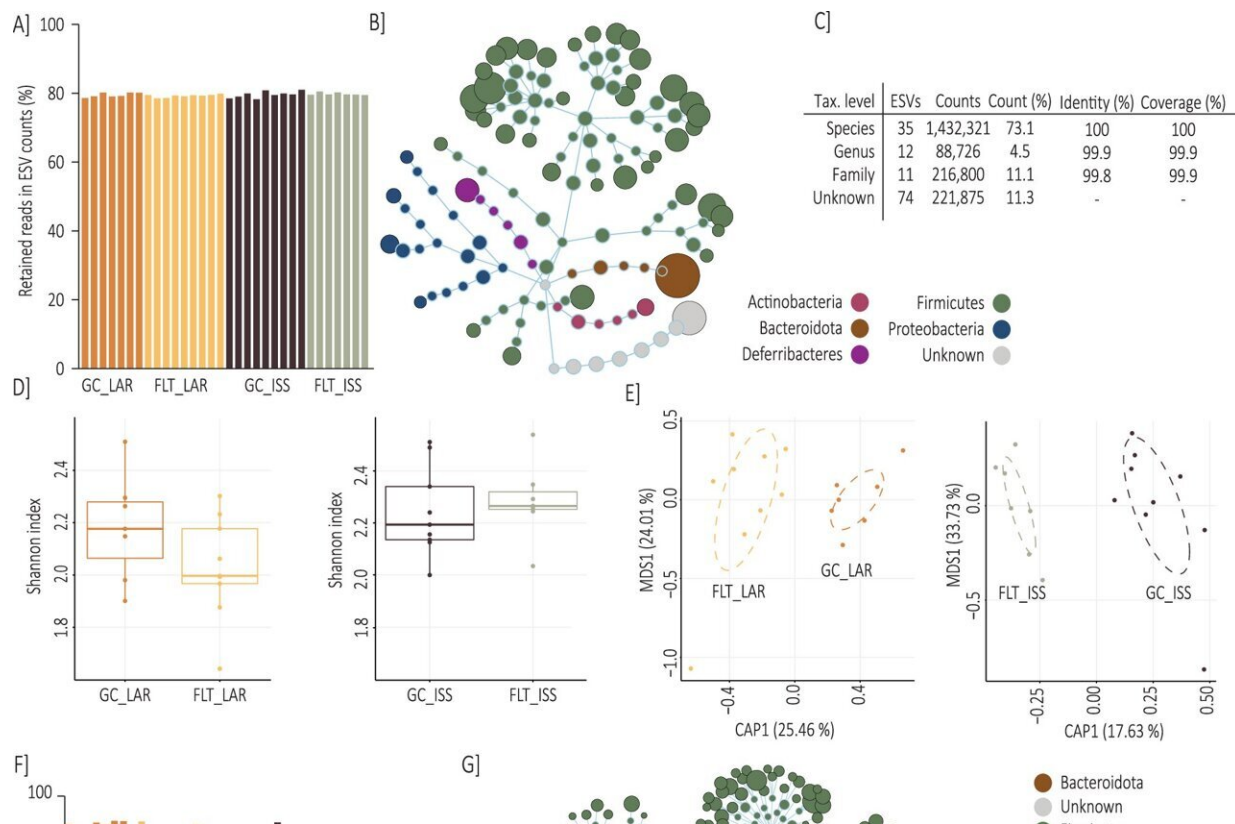 A]
100
80
60
40
20
0
Retained reads in ESV counts (%)
GC_LAR FLT_LAR GC_ISS FLT_ISS
B]
Actinobacteria
Bacteroidota
Deferribacteres
Firmicutes
Proteobacteria
Unknown
C]
Tax. level ESVs Counts Count (%) Identity (%) Coverage (%)
Species 35 1,432,321 73.1 100 100
Genus 12 88,726 4.5 99.9 99.9
Family 11 216,800 11.1 99.8 99.9
Unknown 74 221,875 11.3 - -
D]
Shannon index
2.4
2.2
2.0
1.8
GC_LAR FLT_LAR
Shannon index
2.4
2.2
2.0
1.8
GC_ISS FLT_ISS
E]
MDS1 (24.01 %)
0.5
0.0
−0.5
−1.0
FLT_LAR
GC_LAR
−0.4 0.0 0.4
CAP1 (25.46 %)
MDS1 (33.73 %)
0.0
−0.5
FLT_ISS
GC_ISS
−0.25 0.00 0.25 0.50
CAP1 (17.63 %)
F]
100
G]
Bacteroidota
Unknown